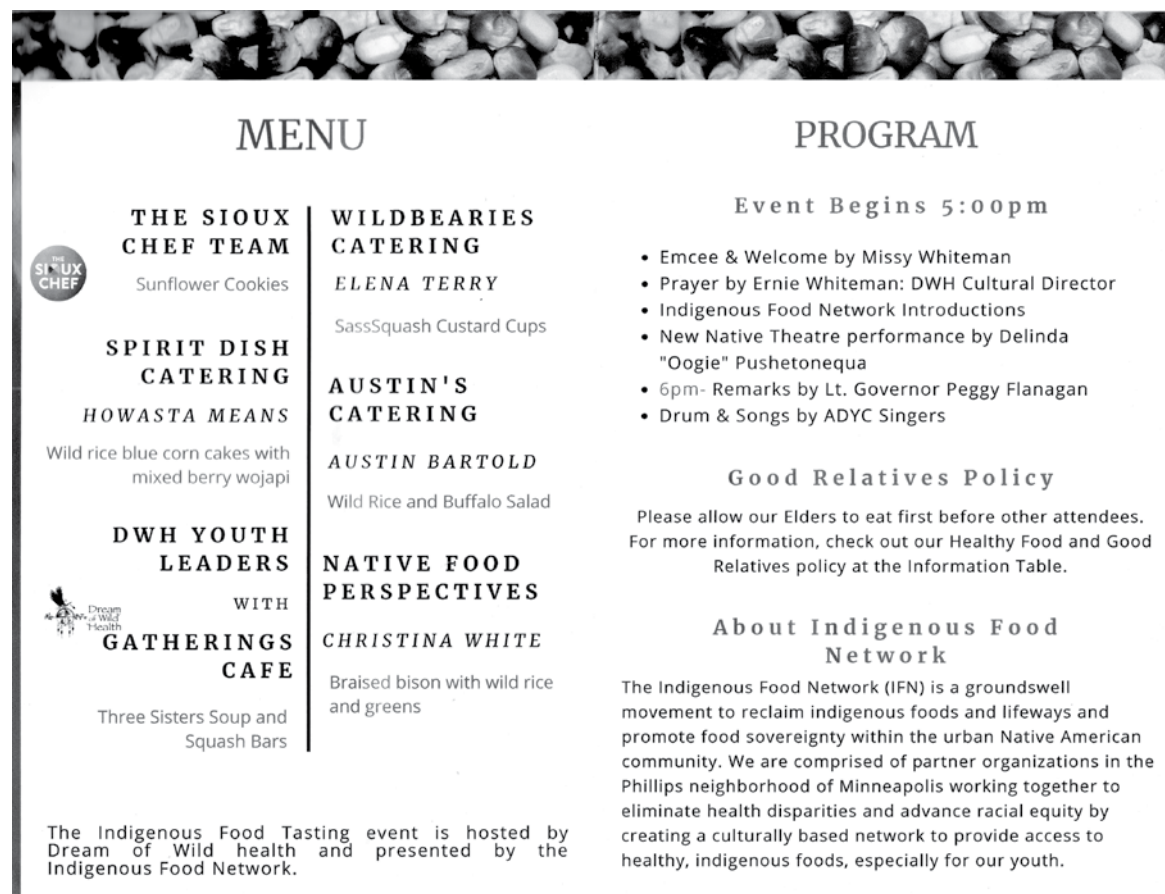 MENU
THE SIOUX
CHEF TEAM
THE
SIOUX
CHEF
Sunflower Cookies
SPIRIT DISH
CATERING
HOWASTA MEANS
Wild rice blue corn cakes with
mixed berry wojapi
DWH YOUTH
LEADERS
WITH
Dream
of Wild
Health
GATHERINGS
CAFE
Three Sisters Soup and
Squash Bars
WILDBEARIES
CATERING
ELENA TERRY
SassSquash Custard Cups
AUSTIN'S
CATERING
AUSTIN BARTOLD
Wild Rice and Buffalo Salad
NATIVE FOOD
PERSPECTIVES
CHRISTINA WHITE
Braised bison with wild rice
and greens
The Indigenous Food Tasting event is hosted by
Dream of Wild health and presented by the
Indigenous Food Network.
PROGRAM
Event Begins 5:00pm
• Emcee & Welcome by Missy Whiteman
• Prayer by Ernie Whiteman: DWH Cultural Director
• Indigenous Food Network Introductions
• New Native Theatre performance by Delinda
"Oogie" Pushetonequa
• 6pm- Remarks by Lt. Governor Peggy Flanagan
• Drum & Songs by ADYC Singers
Good Relatives Policy
Please allow our Elders to eat first before other attendees.
For more information, check out our Healthy Food and Good
Relatives policy at the Information Table.
About Indigenous Food
Network
The Indigenous Food Network (IFN) is a groundswell
movement to reclaim indigenous foods and lifeways and
promote food sovereignty within the urban Native American
community. We are comprised of partner organizations in the
Phillips neighborhood of Minneapolis working together to
eliminate health disparities and advance racial equity by
creating a culturally based network to provide access to
healthy, indigenous foods, especially for our youth.